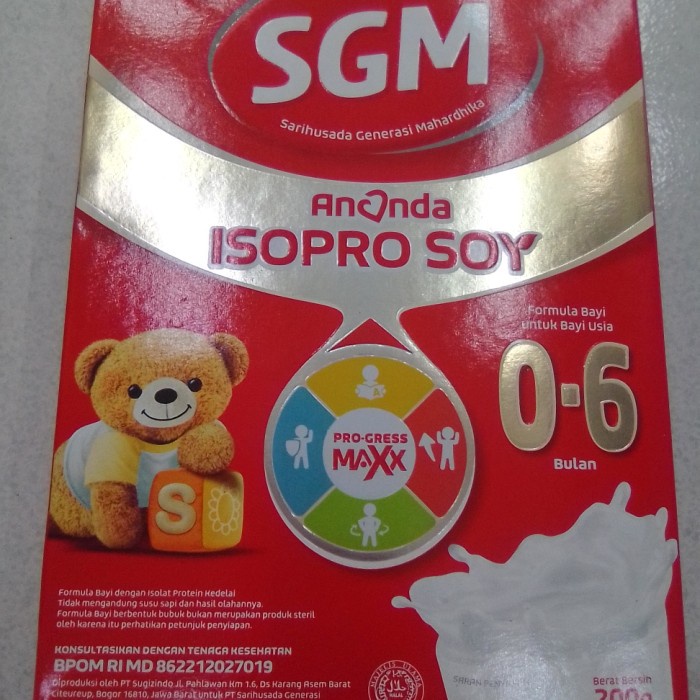 SGM
Sarihusada Generasi Mahardhika
Ananda
ISOPRO SOY
Formula Bayi
untuk Bayi Usia
0-6
Bulan
PRO-GRESS
MAXX
S
Formula Bayi dengan Isolat Protein Kedelai
Tidak mengandung susu sapi dan hasil olahannya.
Formula Bayi berbentuk bubuk bukan merupakan produk steril
oleh karena itu perhatikan petunjuk penyiapan.
KONSULTASIKAN DENGAN TENAGA KESEHATAN
BPOM RI MD 862212027019
Diproduksi oleh PT Sugizindo JL. Pahlawan Km 1.6, Ds Karang Asem Barat
Citeureup, Bogor 16810, Jawa Barat untuk PT Sarihusada Generasi
HALAL
SARAN
Berat Bersih
200g